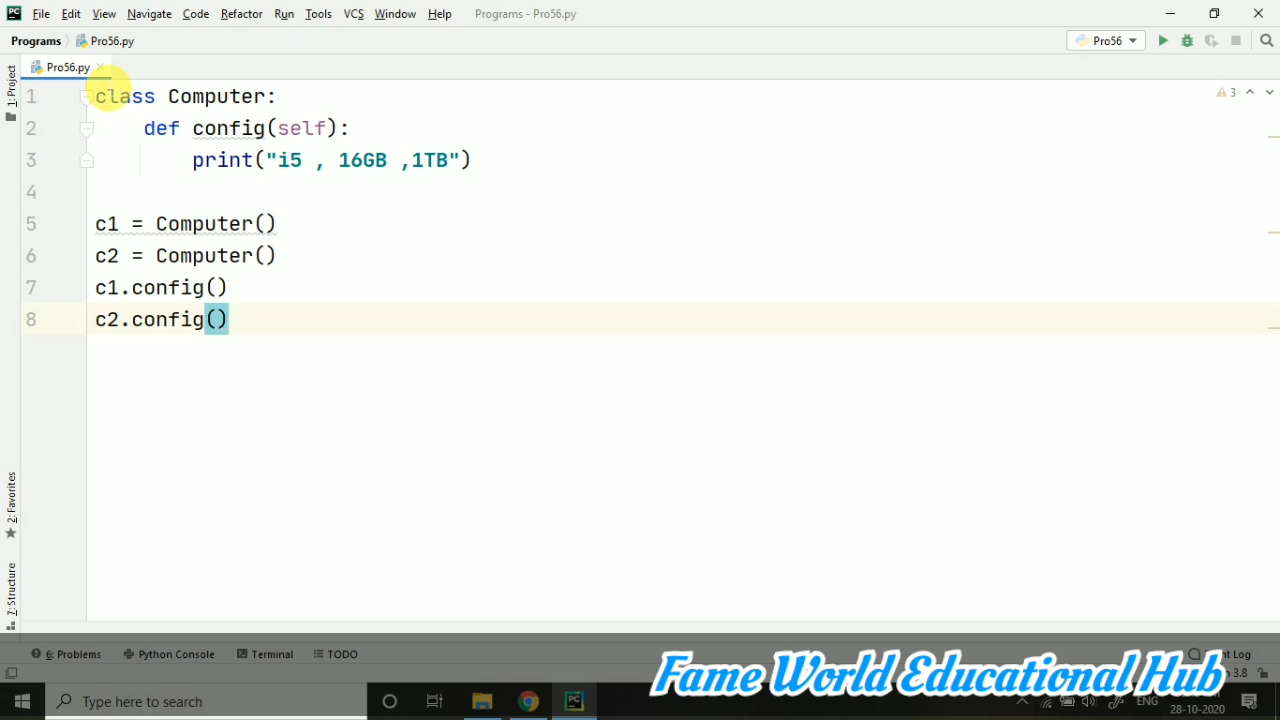 File Edit View Navigate Code Refactor Run Tools VCS Window Help Programs - Pro56.py
Programs Pro56.py Pro56
1: Project
Pro56.py
1 class Computer: 3
2     def config(self):
3         print("i5 , 16GB ,1TB")
4
5 c1 = Computer()
6 c2 = Computer()
7 c1.config()
8 c2.config()
2: Favorites
7: Structure
6: Problems Python Console Terminal TODO
Fame World Educational Hub
Type here to search
ENG
28-10-2020